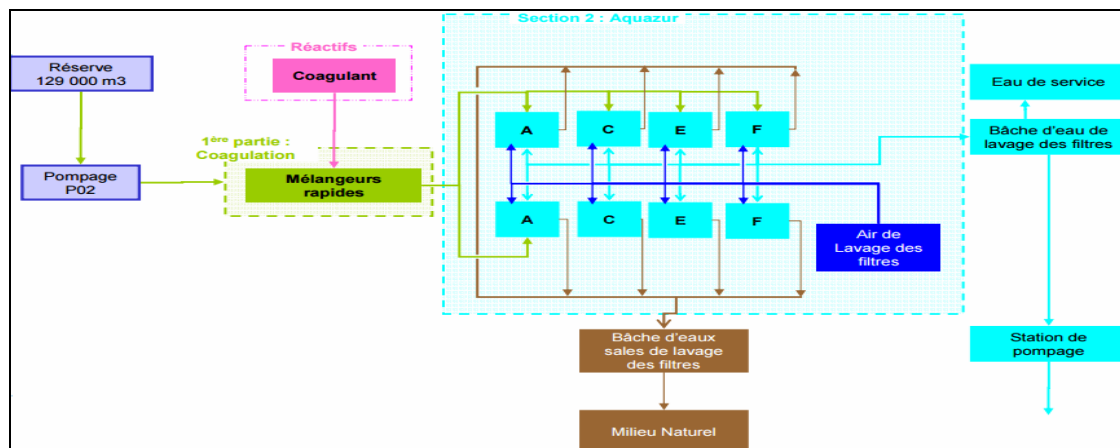 Section 2 : Aquazur
Réserve
129 000 m3
Réactifs
Coagulant
Eau de service
A
C
E
F
Bâche d'eau de
lavage des filtres
1ère partie :
Coagulation
Pompage
P02
Mélangeurs
rapides
A
C
E
F
Air de
Lavage des
filtres
Bâche d'eaux
sales de lavage
des filtres
Station de
pompage
Milieu Naturel